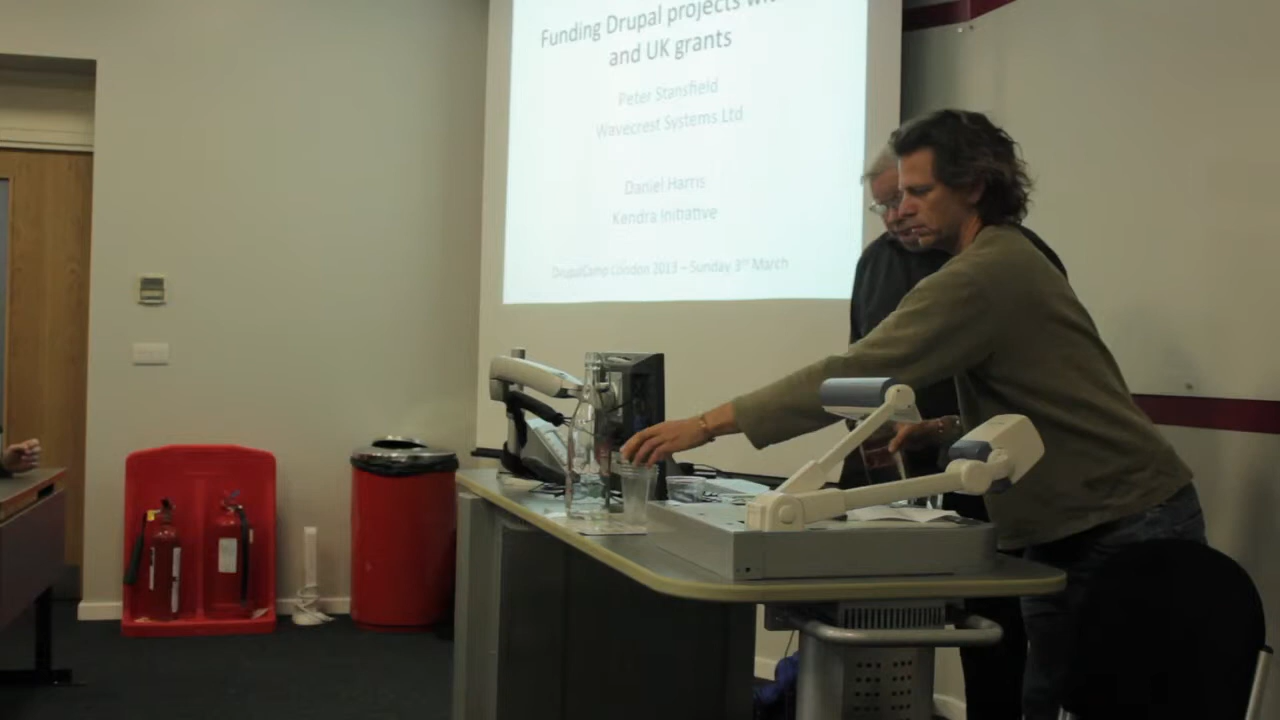 Funding Drupal projects wi
and UK grants
Peter Stansfield
Wavecrest Systems Ltd
Daniel Harris
Kendra Initiative
DrupalCamp London 2013 – Sunday 3rd March